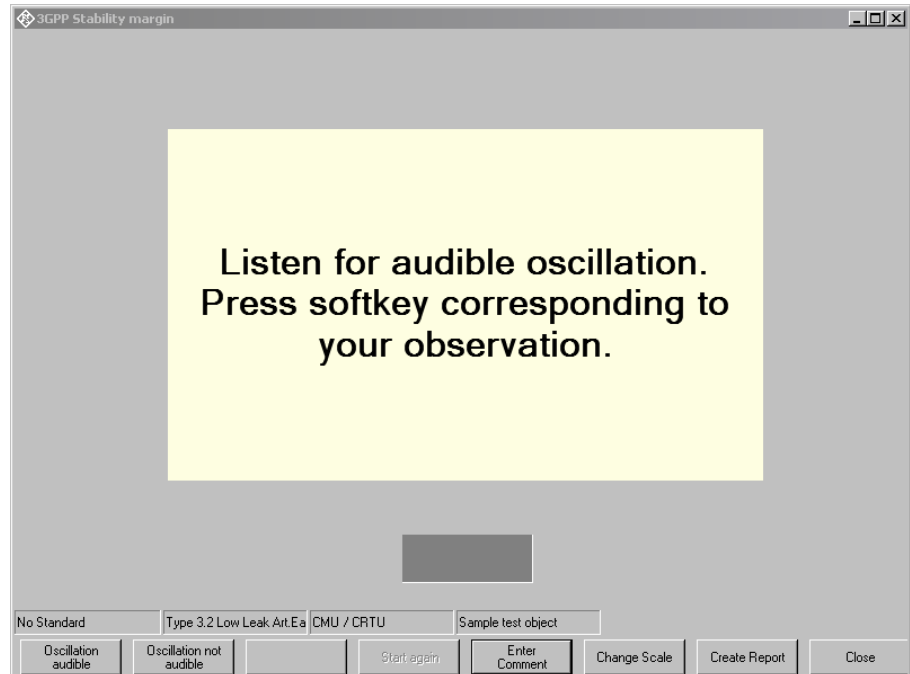 3GPP Stability margin
Listen for audible oscillation.
Press softkey corresponding to
your observation.
No Standard
Type 3.2 Low Leak Art.Ea
CMU / CRTU
Sample test object
Oscillation
audible
Oscillation not
audible
Start again
Enter
Comment
Change Scale
Create Report
Close